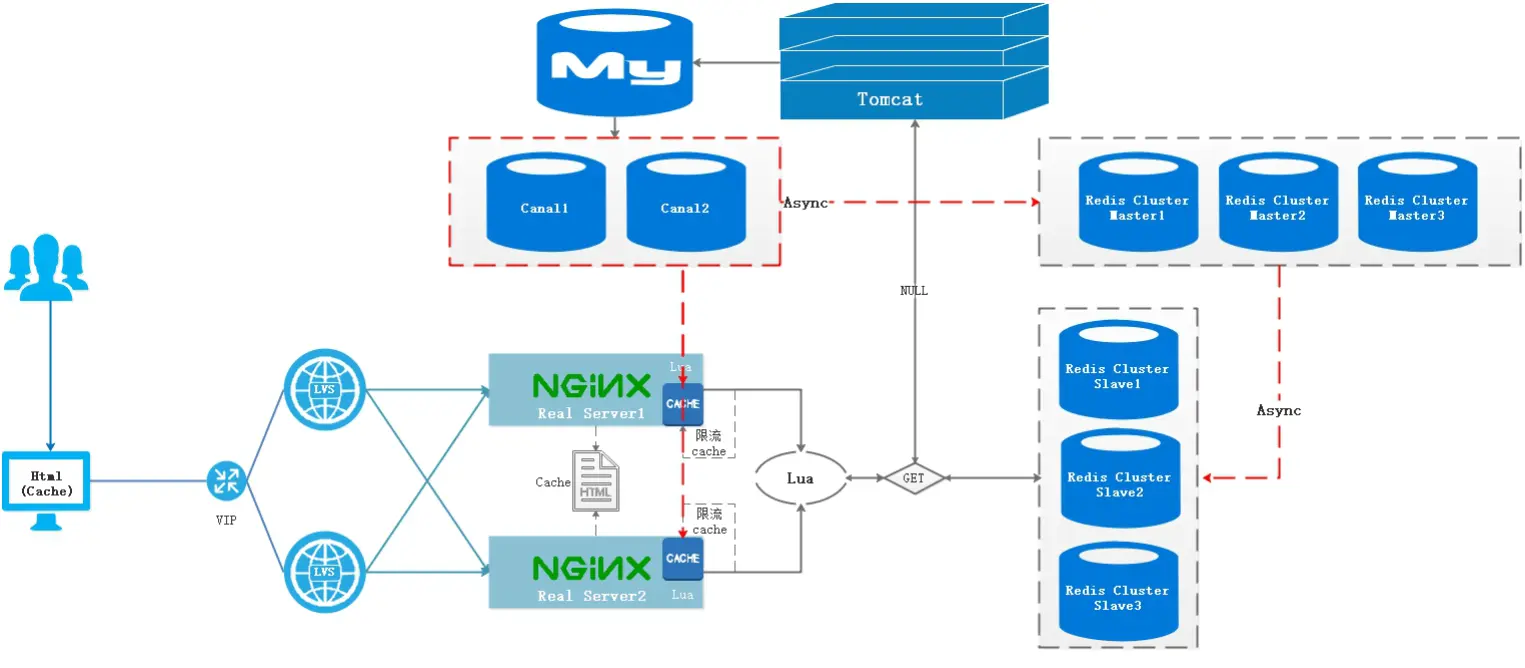 My
Tomcat
Canal1
Canal2
Async
Redis Cluster
Master1
Redis Cluster
Master2
Redis Cluster
Master3
NULL
Html
(Cache)
VIP
LVS
LVS
NGINX
Real Server1
Lua
CACHE
限流
cache
Cache
HTML
限流
cache
NGINX
Real Server2
CACHE
Lua
Lua
GET
Redis Cluster
Slave1
Redis Cluster
Slave2
Redis Cluster
Slave3
Async